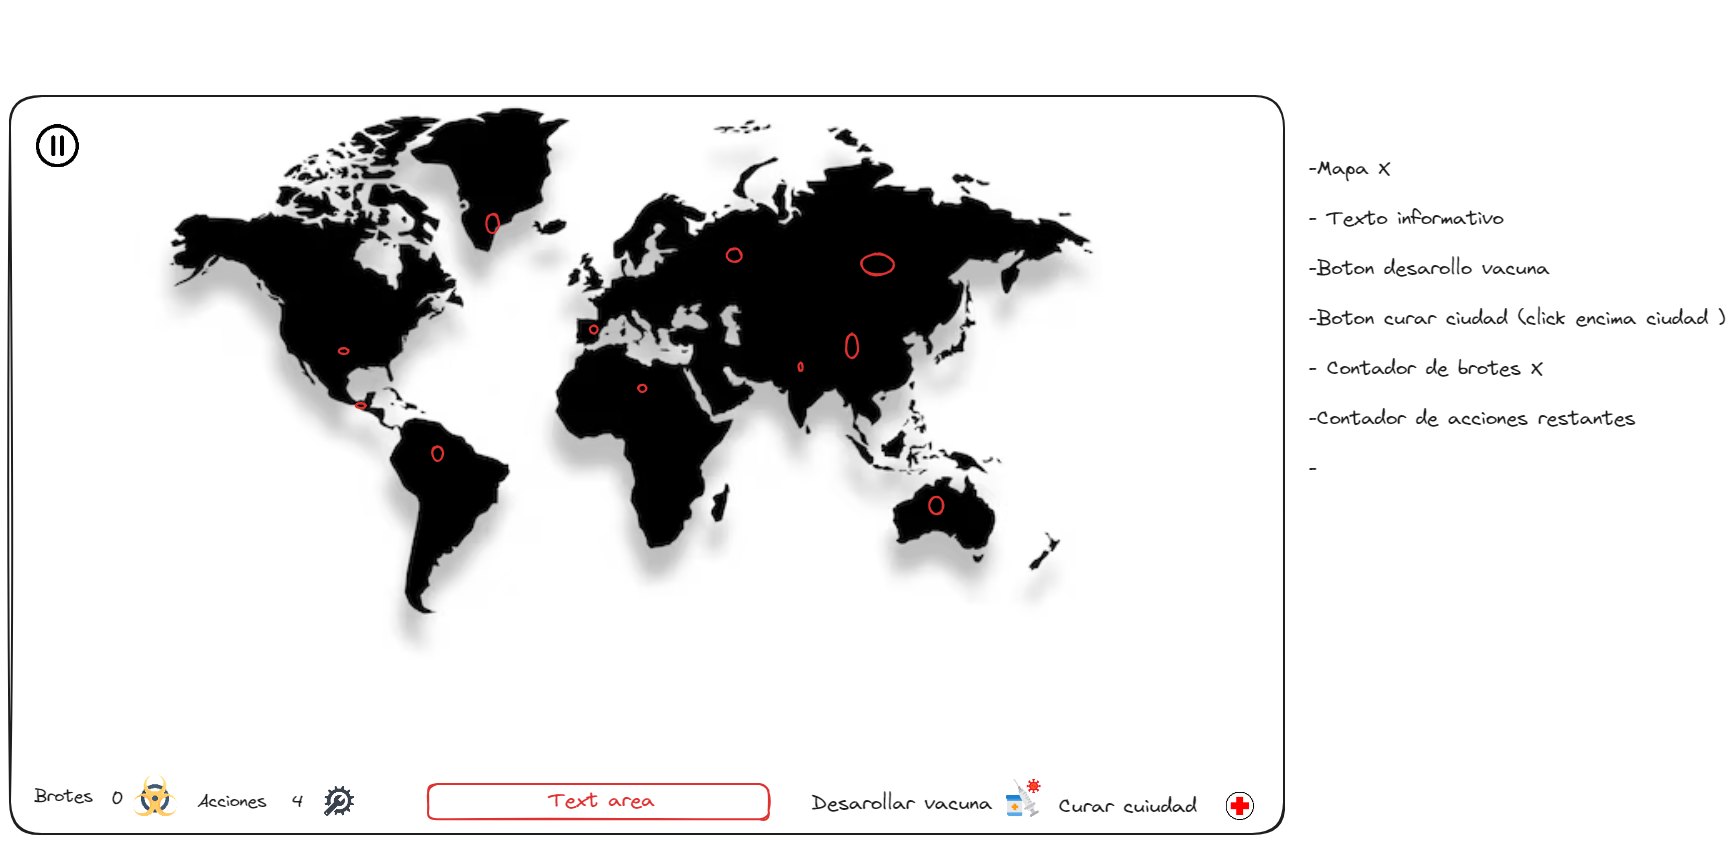 -Mapa X
- Texto informativo
-Boton desarollo vacuna
-Boton curar ciudad (click encima ciudad )
- Contador de brotes X
-Contador de acciones restantes
-
Brotes 0 Acciones 4 Text area Desarollar vacuna Curar cuiudad